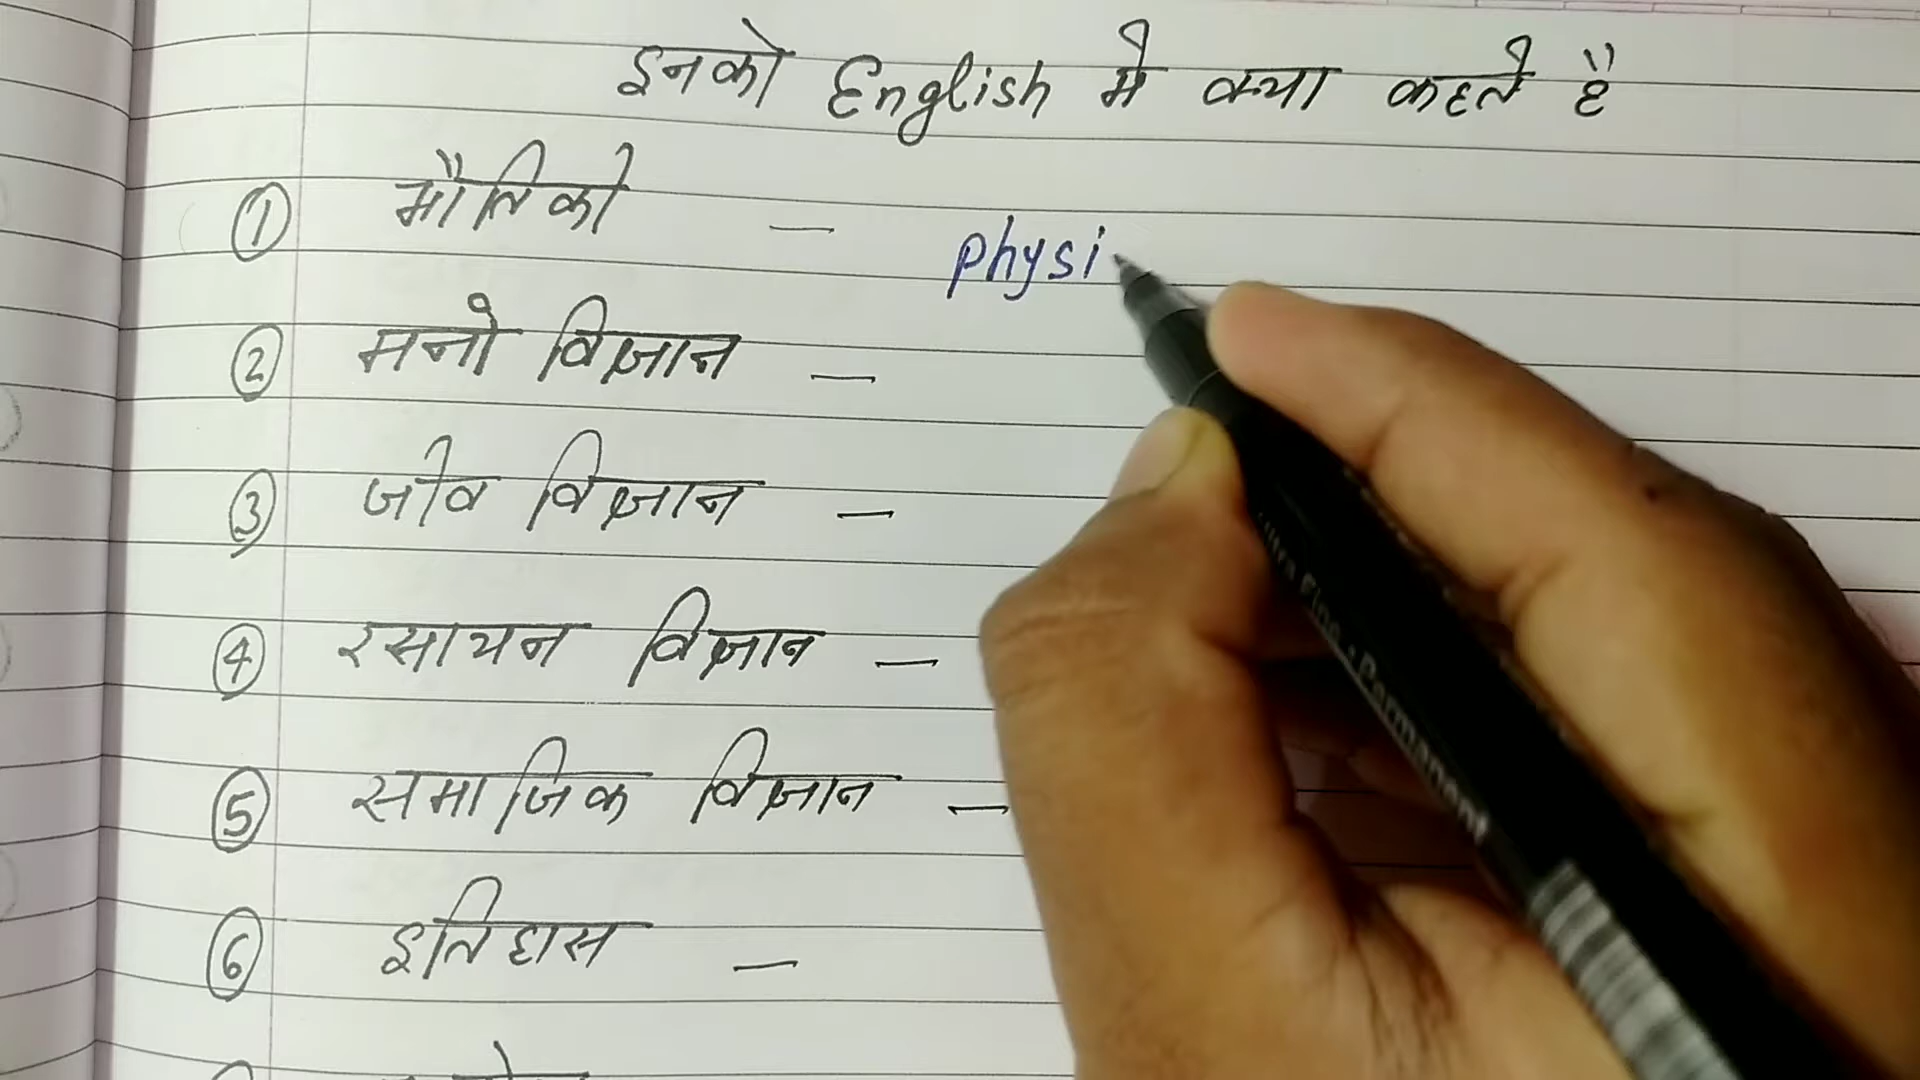 इनको English में क्या कहते है
① भौतिकी - physi
② मनो विज्ञान -
③ जीव विज्ञान -
④ रसायन विज्ञान -
⑤ समाजिक विज्ञान -
⑥ इतिहास -